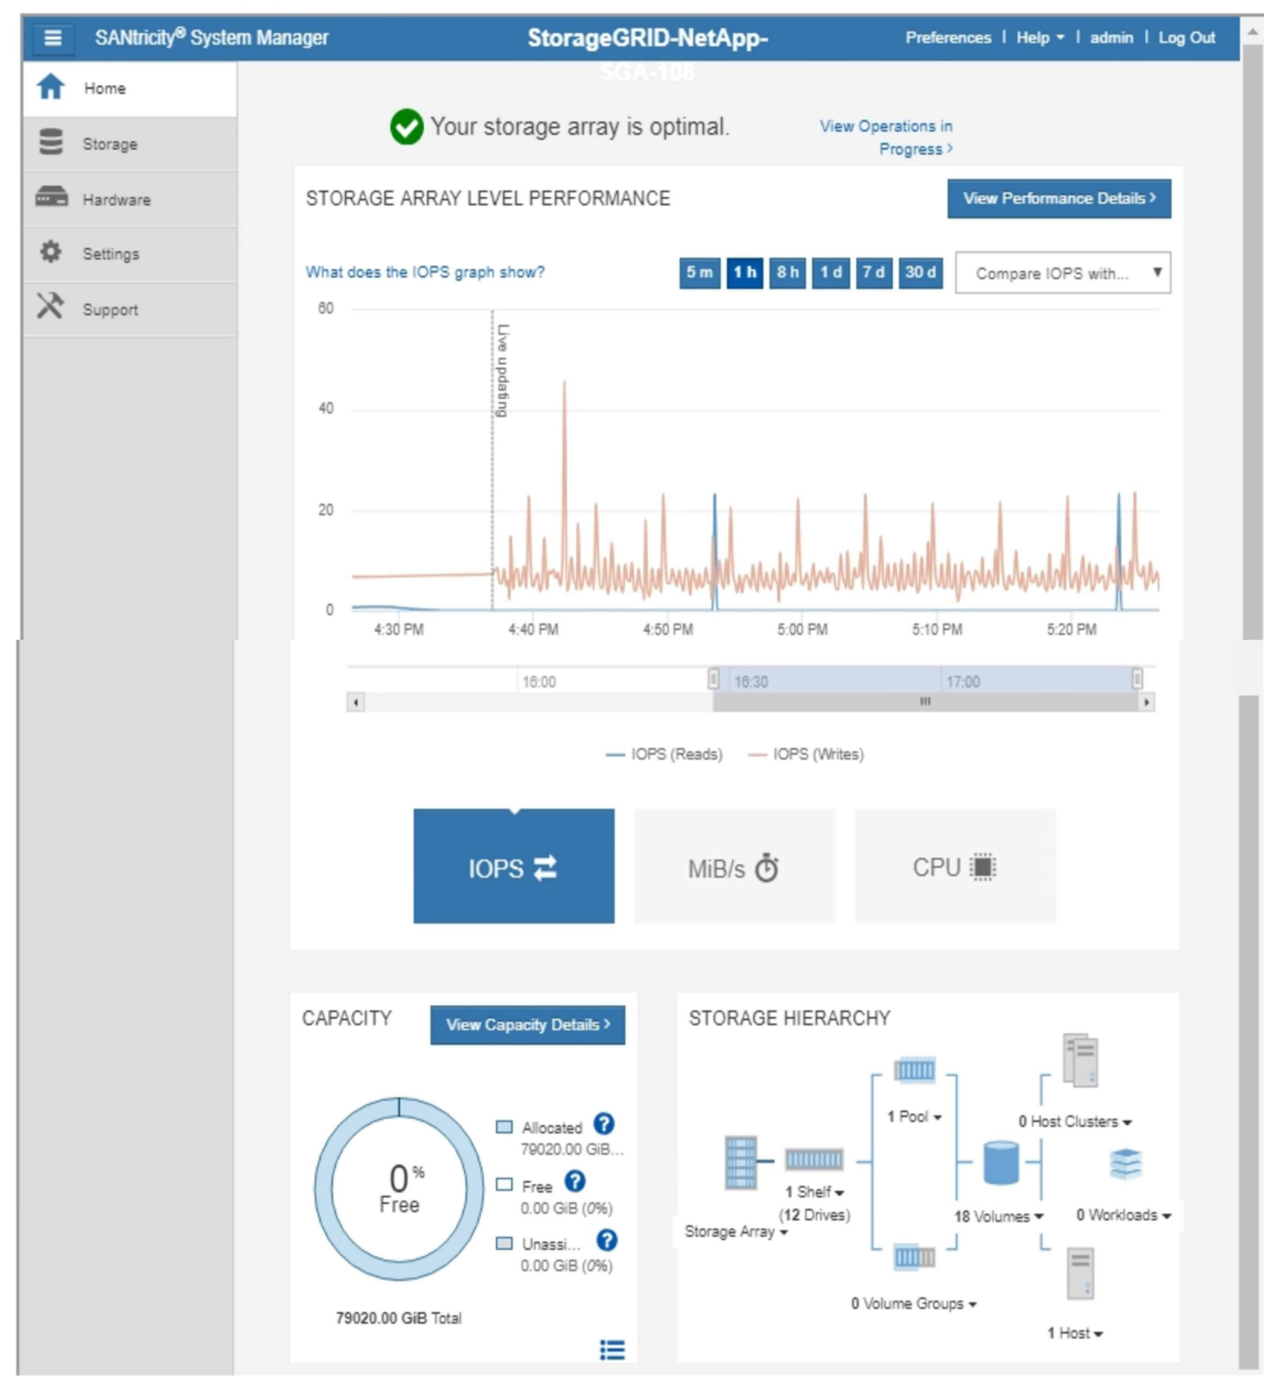 SANtricity® System Manager
StorageGRID-NetApp-
SGA-108
Preferences | Help | admin | Log Out
Home
Storage
Hardware
Settings
Support
Your storage array is optimal.
View Operations in
Progress >
STORAGE ARRAY LEVEL PERFORMANCE
View Performance Details >
What does the IOPS graph show?
5 m 1 h 8 h 1 d 7 d 30 d
Compare IOPS with...
60
40
20
0
Live updating
4:30 PM 4:40 PM 4:50 PM 5:00 PM 5:10 PM 5:20 PM
16:00 16:30 17:00
IOPS (Reads) IOPS (Writes)
IOPS
MiB/s
CPU
CAPACITY
View Capacity Details >
0%
Free
Allocated ?
79020.00 GiB...
Free ?
0.00 GiB (0%)
Unassi... ?
0.00 GiB (0%)
79020.00 GiB Total
STORAGE HIERARCHY
Storage Array
1 Shelf
(12 Drives)
1 Pool
0 Volume Groups
18 Volumes
0 Host Clusters
0 Workloads
1 Host